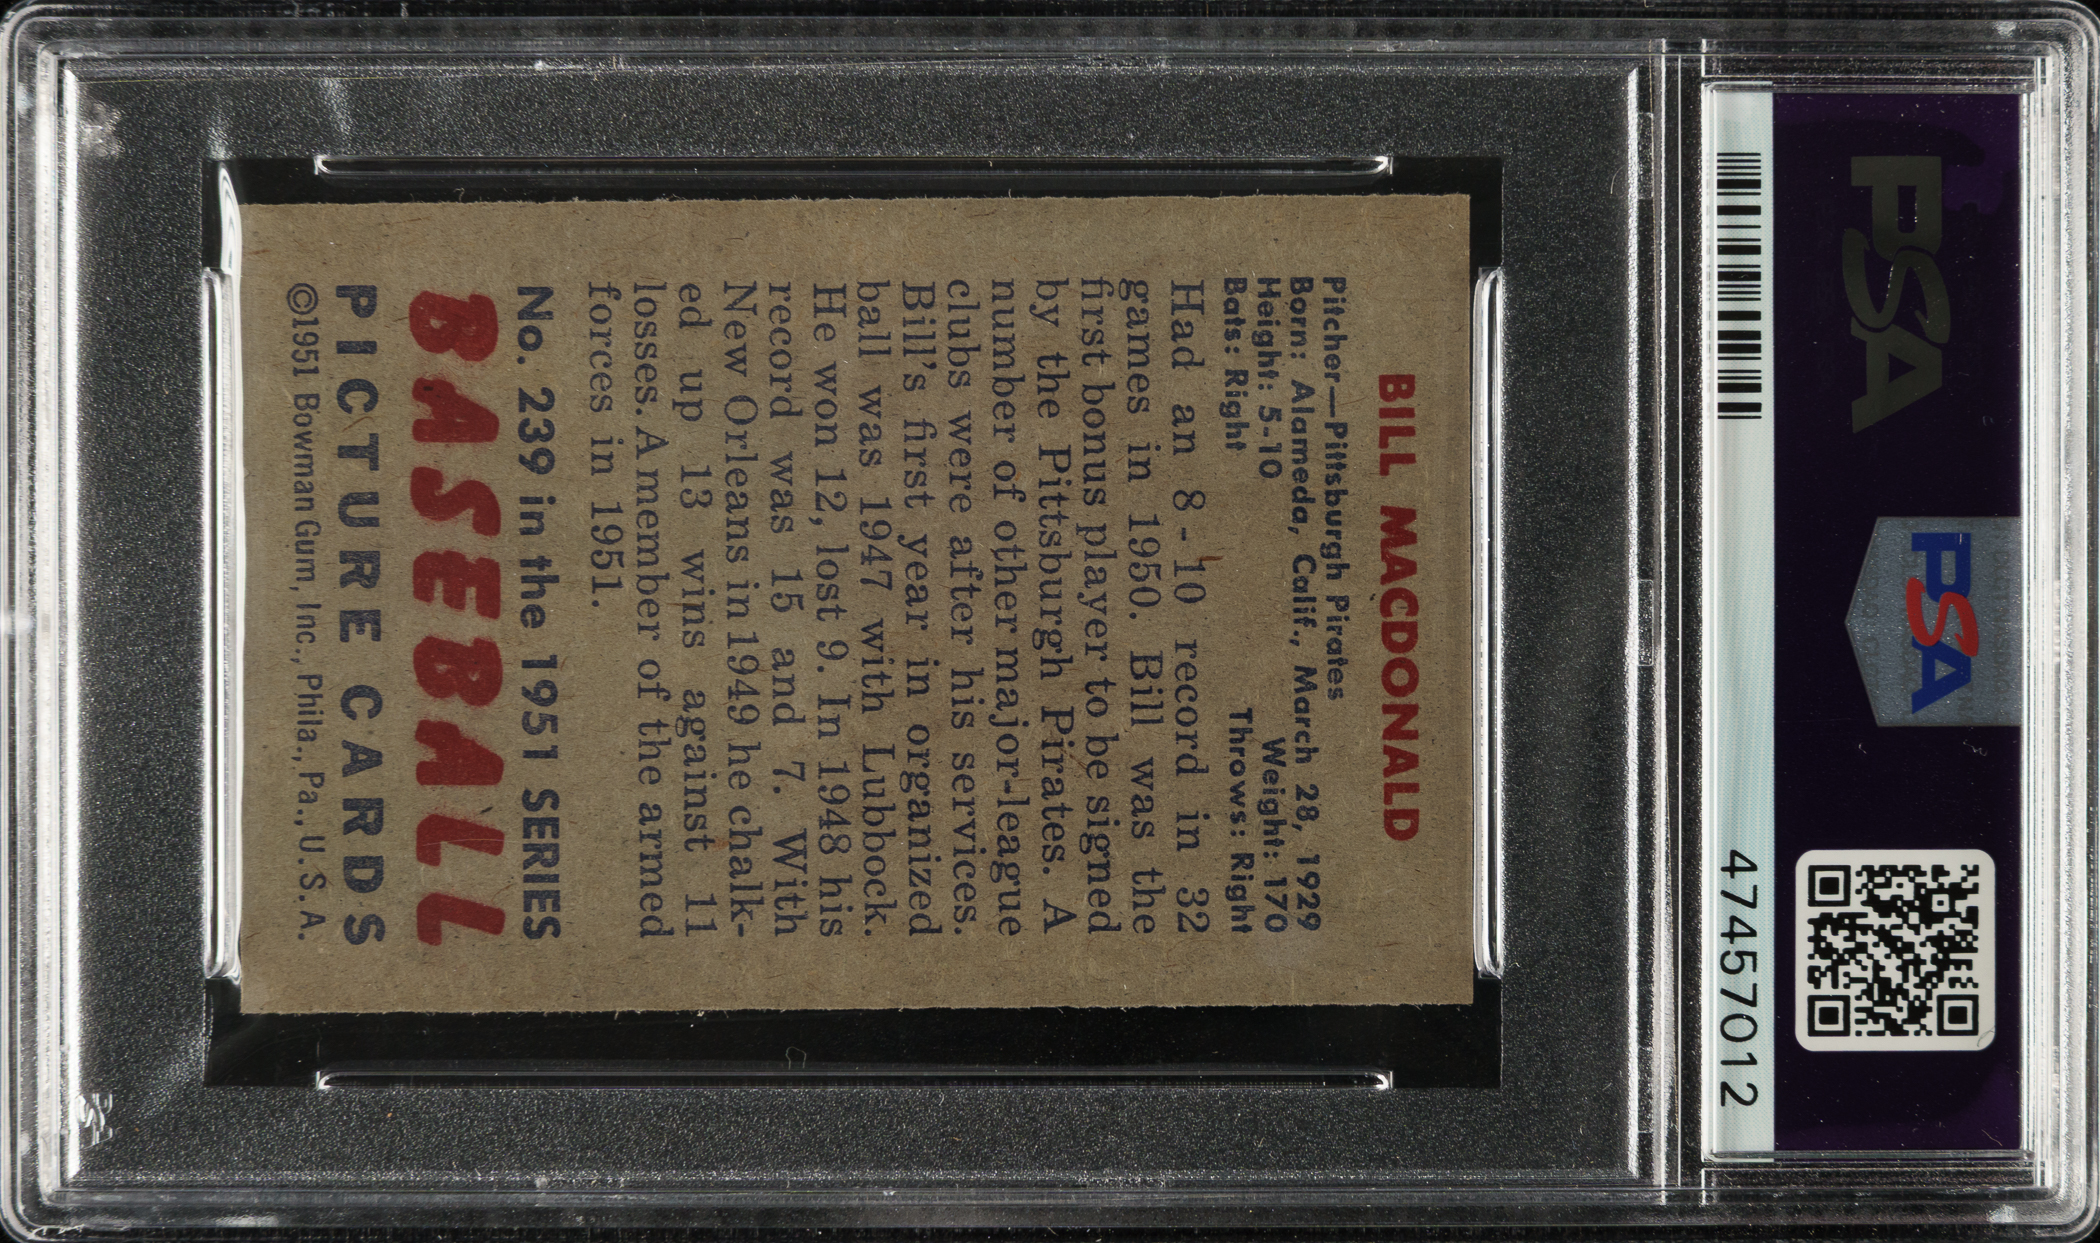 PSA
PSA
47457012
BILL MACDONALD
Pitcher—Pittsburgh Pirates
Born: Alameda, Calif., March 28, 1929
Height: 5-10 Weight: 170
Bats: Right Throws: Right
Had an 8-10 record in 32
games in 1950. Bill was the
first bonus player to be signed
by the Pittsburgh Pirates. A
number of other major-league
clubs were after his services.
Bill's first year in organized
ball was 1947 with Lubbock.
He won 12, lost 9. In 1948 his
record was 15 and 7. With
New Orleans in 1949 he chalk-
ed up 13 wins against 11
losses. A member of the armed
forces in 1951.
No. 239 in the 1951 SERIES
BASEBALL
PICTURE CARDS
©1951 Bowman Gum, Inc., Phila., Pa., U.S.A.